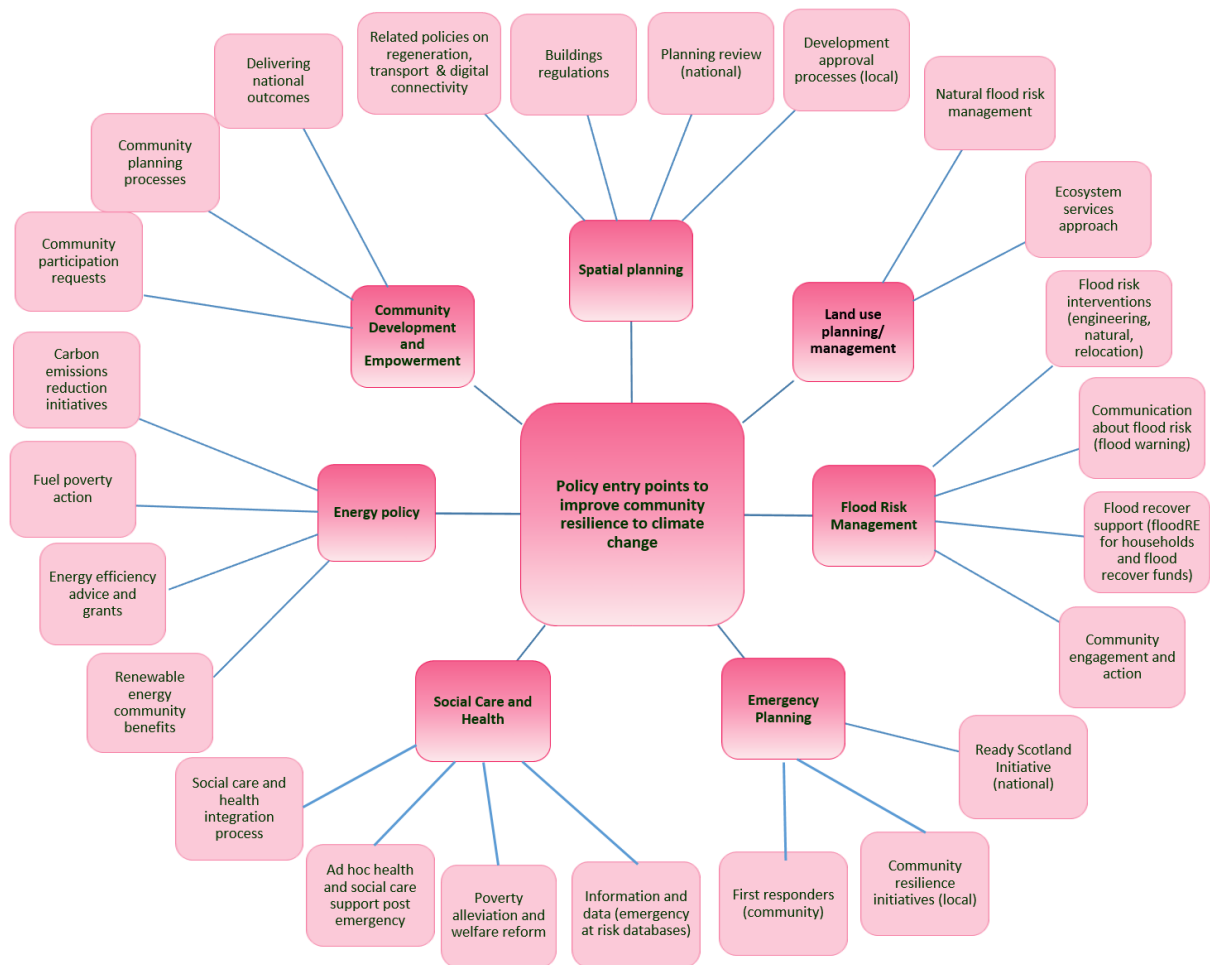 Related policies on
regeneration,
transport & digital
connectivity
Buildings
regulations
Planning review
(national)
Development
approval
processes (local)
Delivering
national
outcomes
Natural flood risk
management
Community
planning
processes
Ecosystem
services
approach
Community
participation
requests
Spatial planning
Community
Development
and
Empowerment
Land use
planning/
management
Flood risk
interventions
(engineering,
natural,
relocation)
Carbon
emissions
reduction
initiatives
Communication
about flood risk
(flood warning)
Fuel poverty
action
Energy policy
Policy entry points to
improve community
resilience to climate
change
Flood Risk
Management
Flood recover
support (floodRE
for households
and flood
recover funds)
Energy efficiency
advice and
grants
Community
engagement and
action
Renewable
energy
community
benefits
Social Care and
Health
Emergency
Planning
Ready Scotland
Initiative
(national)
Social care and
health
integration
process
Ad hoc health
and social care
support post
emergency
Poverty
alleviation and
welfare reform
Information and
data (emergency
at risk databases)
First responders
(community)
Community
resilience
initiatives (local)